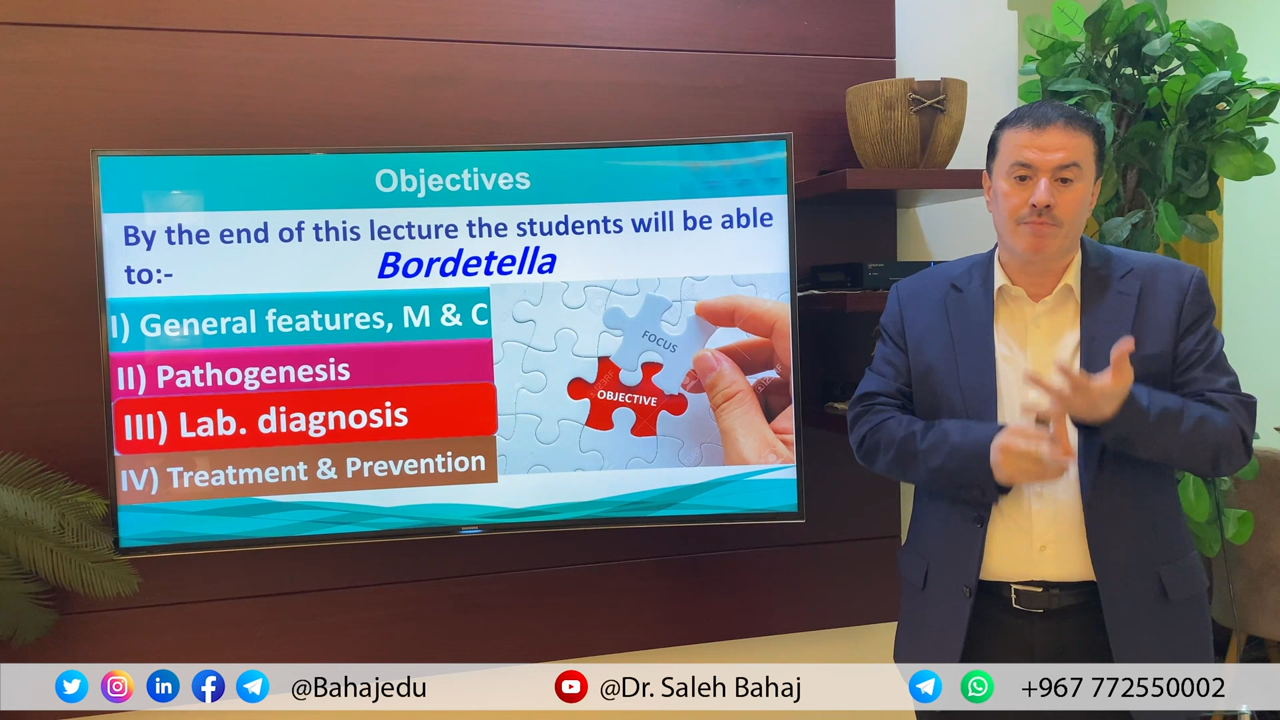 Objectives
By the end of this lecture the students will be able
to:-
Bordetella
I) General features, M & C
II) Pathogenesis
III) Lab. diagnosis
IV) Treatment & Prevention
FOCUS
OBJECTIVE
123RF
@Bahajedu
@Dr. Saleh Bahaj
+967 772550002